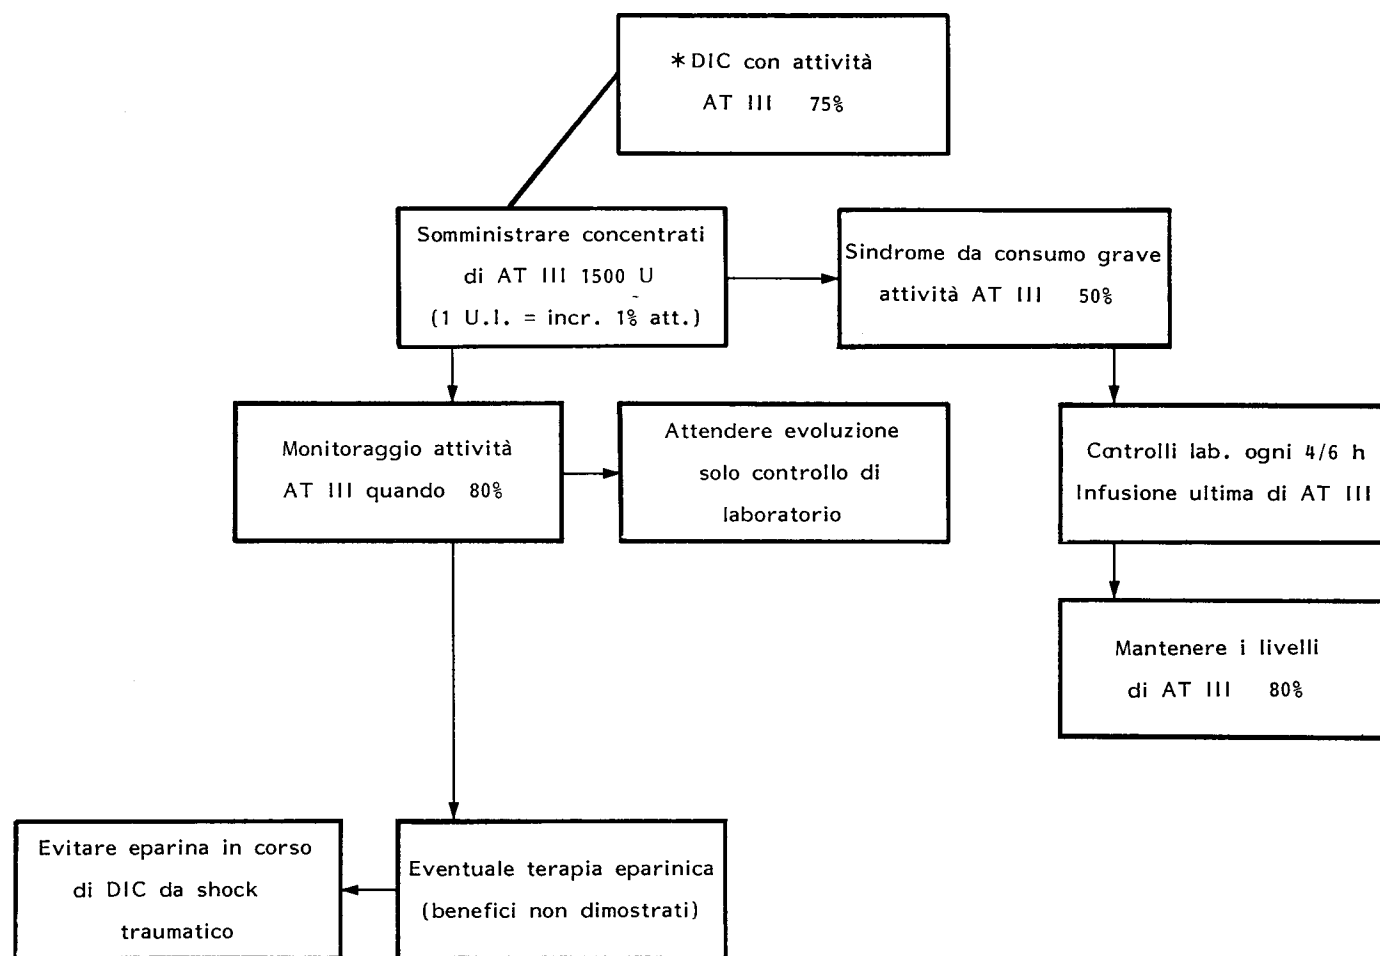 *DIC con attività
AT III 75%
Somministrare concentrati
di AT III 1500 U
(1 U.I. = incr. 1% att.)
Sindrome da consumo grave
attività AT III 50%
Monitoraggio attività
AT III quando 80%
Attendere evoluzione
solo controllo di
laboratorio
Controlli lab. ogni 4/6 h
Infusione ultima di AT III
Mantenere i livelli
di AT III 80%
Evitare eparina in corso
di DIC da shock
traumatico
Eventuale terapia eparinica
(benefici non dimostrati)